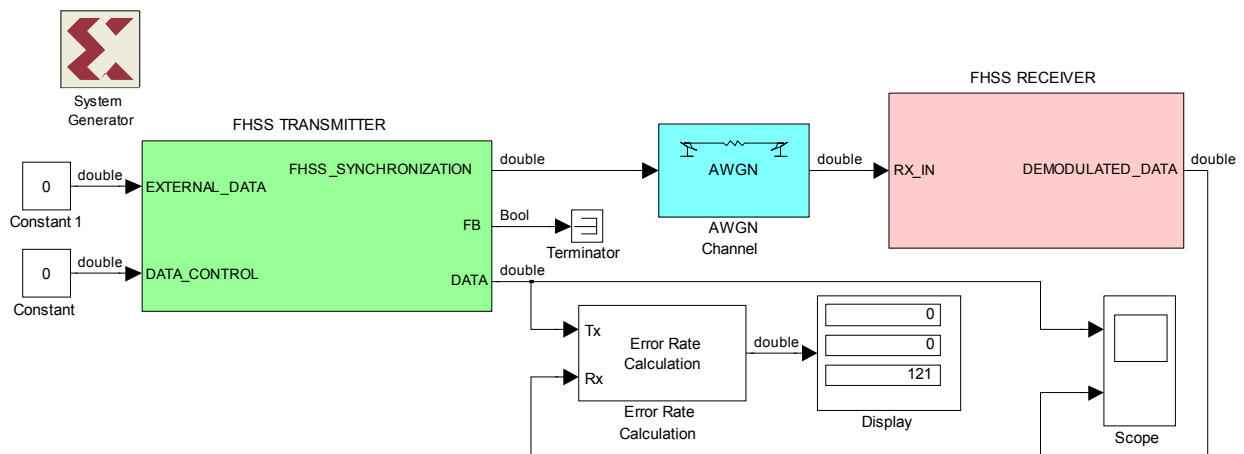 System
Generator
FHSS TRANSMITTER
FHSS RECEIVER
0
double
Constant 1
0
double
Constant
EXTERNAL_DATA
DATA_CONTROL
FHSS_SYNCHRONIZATION
FB
DATA
double
Bool
Terminator
double
AWGN
AWGN
Channel
double
RX_IN
DEMODULATED_DATA
double
Tx
Rx
Error Rate
Calculation
Error Rate
Calculation
double
0
0
121
Display
Scope